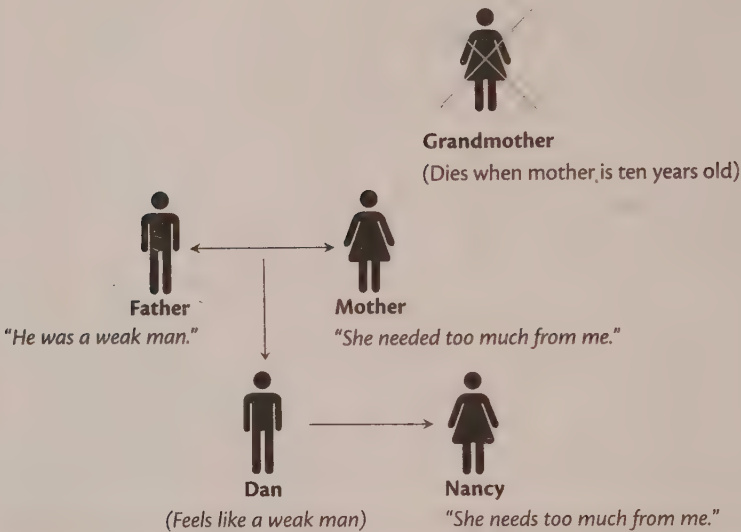 Grandmother
(Dies when mother is ten years old)
Father
"He was a weak man."
Mother
"She needed too much from me."
Dan
(Feels like a weak man)
Nancy
"She needs too much from me."